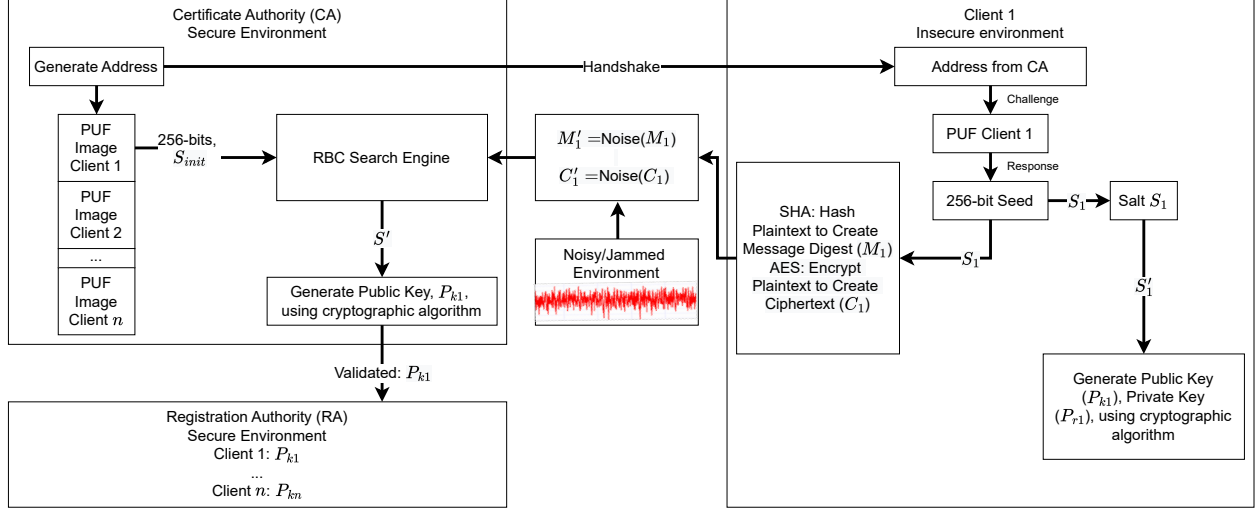 Certificate Authority (CA)
Secure Environment
Generate Address
PUF
Image
Client 1
PUF
Image
Client 2
...
PUF
Image
Client n
256-bits,
S_init
RBC Search Engine
S′
Generate Public Key, P_k1,
using cryptographic algorithm
Validated: P_k1
Registration Authority (RA)
Secure Environment
Client 1: P_k1
...
Client n: P_kn
Handshake
M′_1 =Noise(M_1)
C′_1 =Noise(C_1)
Noisy/Jammed
Environment
Client 1
Insecure environment
Address from CA
Challenge
PUF Client 1
Response
256-bit Seed
S_1
Salt S_1
S_1
SHA: Hash
Plaintext to Create
Message Digest (M_1)
AES: Encrypt
Plaintext to Create
Ciphertext (C_1)
S′_1
Generate Public Key
(P_k1), Private Key
(P_r1), using cryptographic
algorithm